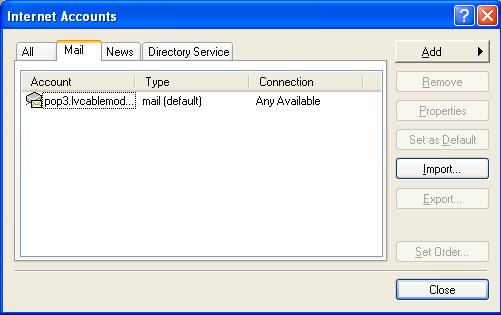 Internet Accounts
All Mail News Directory Service
Add
Account Type Connection
pop3.lvcablemod... mail (default) Any Available
Remove
Properties
Set as Default
Import...
Export...
Set Order...
Close